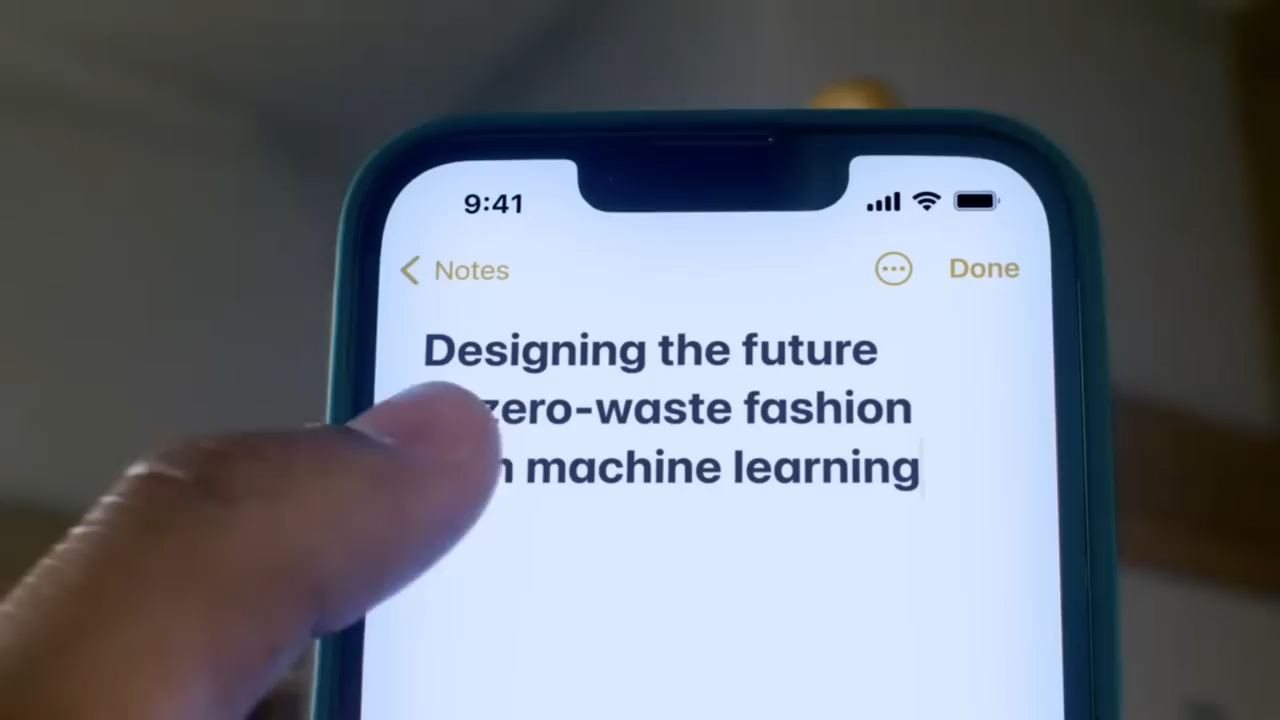 9:41
Notes
Done
Designing the future
zero-waste fashion
machine learning